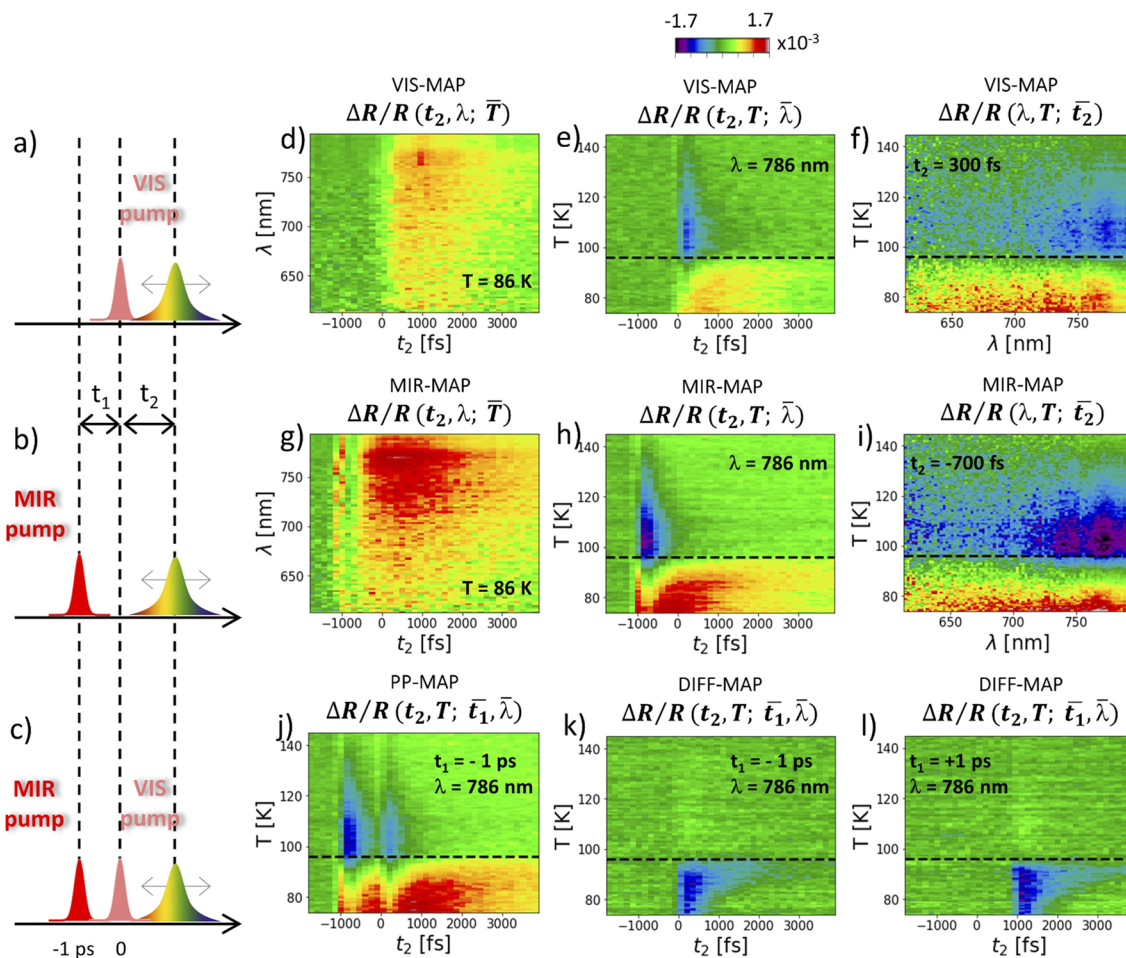 -1.7 1.7
x10⁻³
a)
VIS
pump
VIS-MAP
ΔR/R (t₂, λ; T̅)
d)
λ [nm]
750
700
650
T = 86 K
−1000 0 1000 2000 3000
t₂ [fs]
VIS-MAP
ΔR/R (t₂, T; λ̅)
e)
T [K]
140
120
100
80
λ = 786 nm
−1000 0 1000 2000 3000
t₂ [fs]
VIS-MAP
ΔR/R (λ, T; t̅₂)
f)
T [K]
140
120
100
80
t₂ = 300 fs
650 700 750
λ [nm]
t₁ t₂
b)
MIR
pump
MIR-MAP
ΔR/R (t₂, λ; T̅)
g)
λ [nm]
750
700
650
T = 86 K
−1000 0 1000 2000 3000
t₂ [fs]
MIR-MAP
ΔR/R (t₂, T; λ̅)
h)
T [K]
140
120
100
80
λ = 786 nm
−1000 0 1000 2000 3000
t₂ [fs]
MIR-MAP
ΔR/R (λ, T; t̅₂)
i)
T [K]
140
120
100
80
t₂ = -700 fs
650 700 750
λ [nm]
c)
MIR
pump
VIS
pump
-1 ps 0
PP-MAP
ΔR/R (t₂, T; t̅₁, λ̅)
j)
T [K]
140
120
100
80
t₁ = - 1 ps
λ = 786 nm
−1000 0 1000 2000 3000
t₂ [fs]
DIFF-MAP
ΔR/R (t₂, T; t̅₁, λ̅)
k)
T [K]
140
120
100
80
t₁ = - 1 ps
λ = 786 nm
−1000 0 1000 2000 3000
t₂ [fs]
DIFF-MAP
ΔR/R (t₂, T; t̅₁, λ̅)
l)
T [K]
140
120
100
80
t₁ = +1 ps
λ = 786 nm
−1000 0 1000 2000 3000
t₂ [fs]